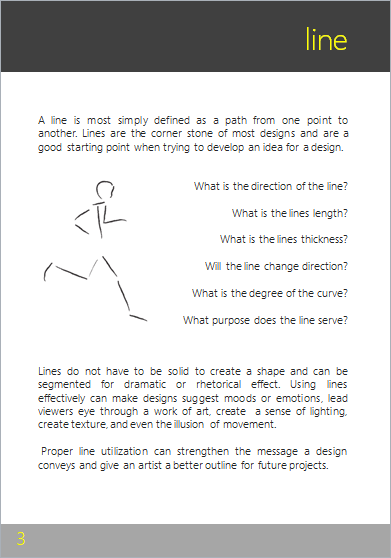 line
A line is most simply defined as a path from one point to
another. Lines are the corner stone of most designs and are a
good starting point when trying to develop an idea for a design.
What is the direction of the line?
What is the lines length?
What is the lines thickness?
Will the line change direction?
What is the degree of the curve?
What purpose does the line serve?
Lines do not have to be solid to create a shape and can be
segmented for dramatic or rhetorical effect. Using lines
effectively can make designs suggest moods or emotions, lead
viewers eye through a work of art, create a sense of lighting,
create texture, and even the illusion of movement.
Proper line utilization can strengthen the message a design
conveys and give an artist a better outline for future projects.
3